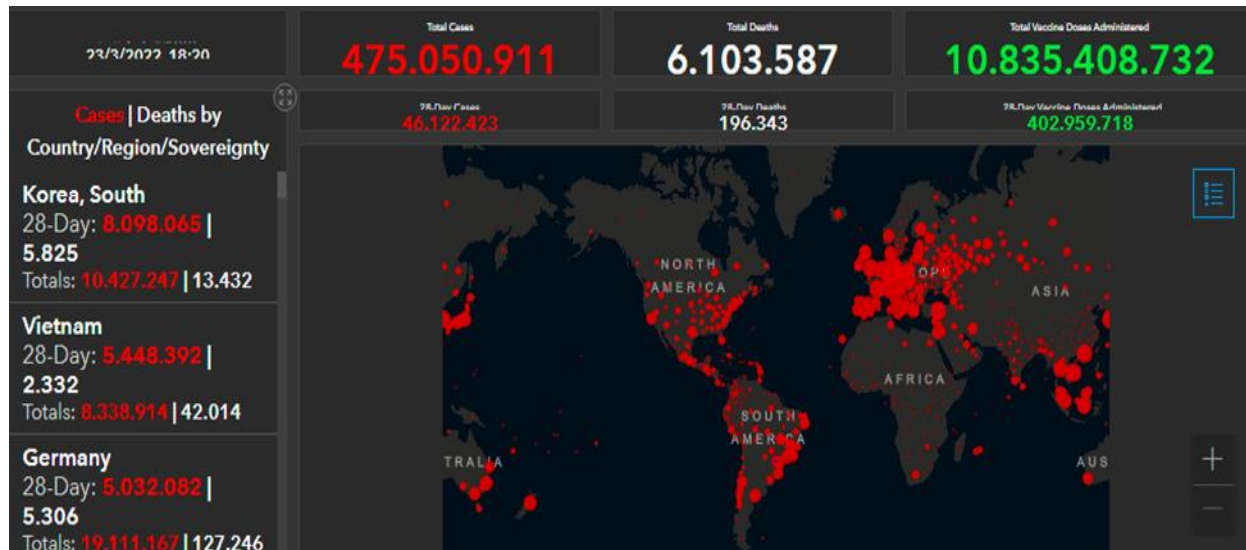 23/3/2022 18:20
Total Cases
475.050.911
Total Deaths
6.103.587
Total Vaccine Doses Administered
10.835.408.732
28-Day Cases
46.122.423
28-Day Deaths
196.343
28-Day Vaccine Doses Administered
402.959.718
Cases | Deaths by
Country/Region/Sovereignty
Korea, South
28-Day: 8.098.065 |
5.825
Totals: 10.427.247 | 13.432
Vietnam
28-Day: 5.448.392 |
2.332
Totals: 8.338.914 | 42.014
Germany
28-Day: 5.032.082 |
5.306
Totals: 19.111.167 | 127.246
NORTH
AMERICA
OP
ASIA
AFRICA
SOUTH
AMERICA
TRALIA
AUS